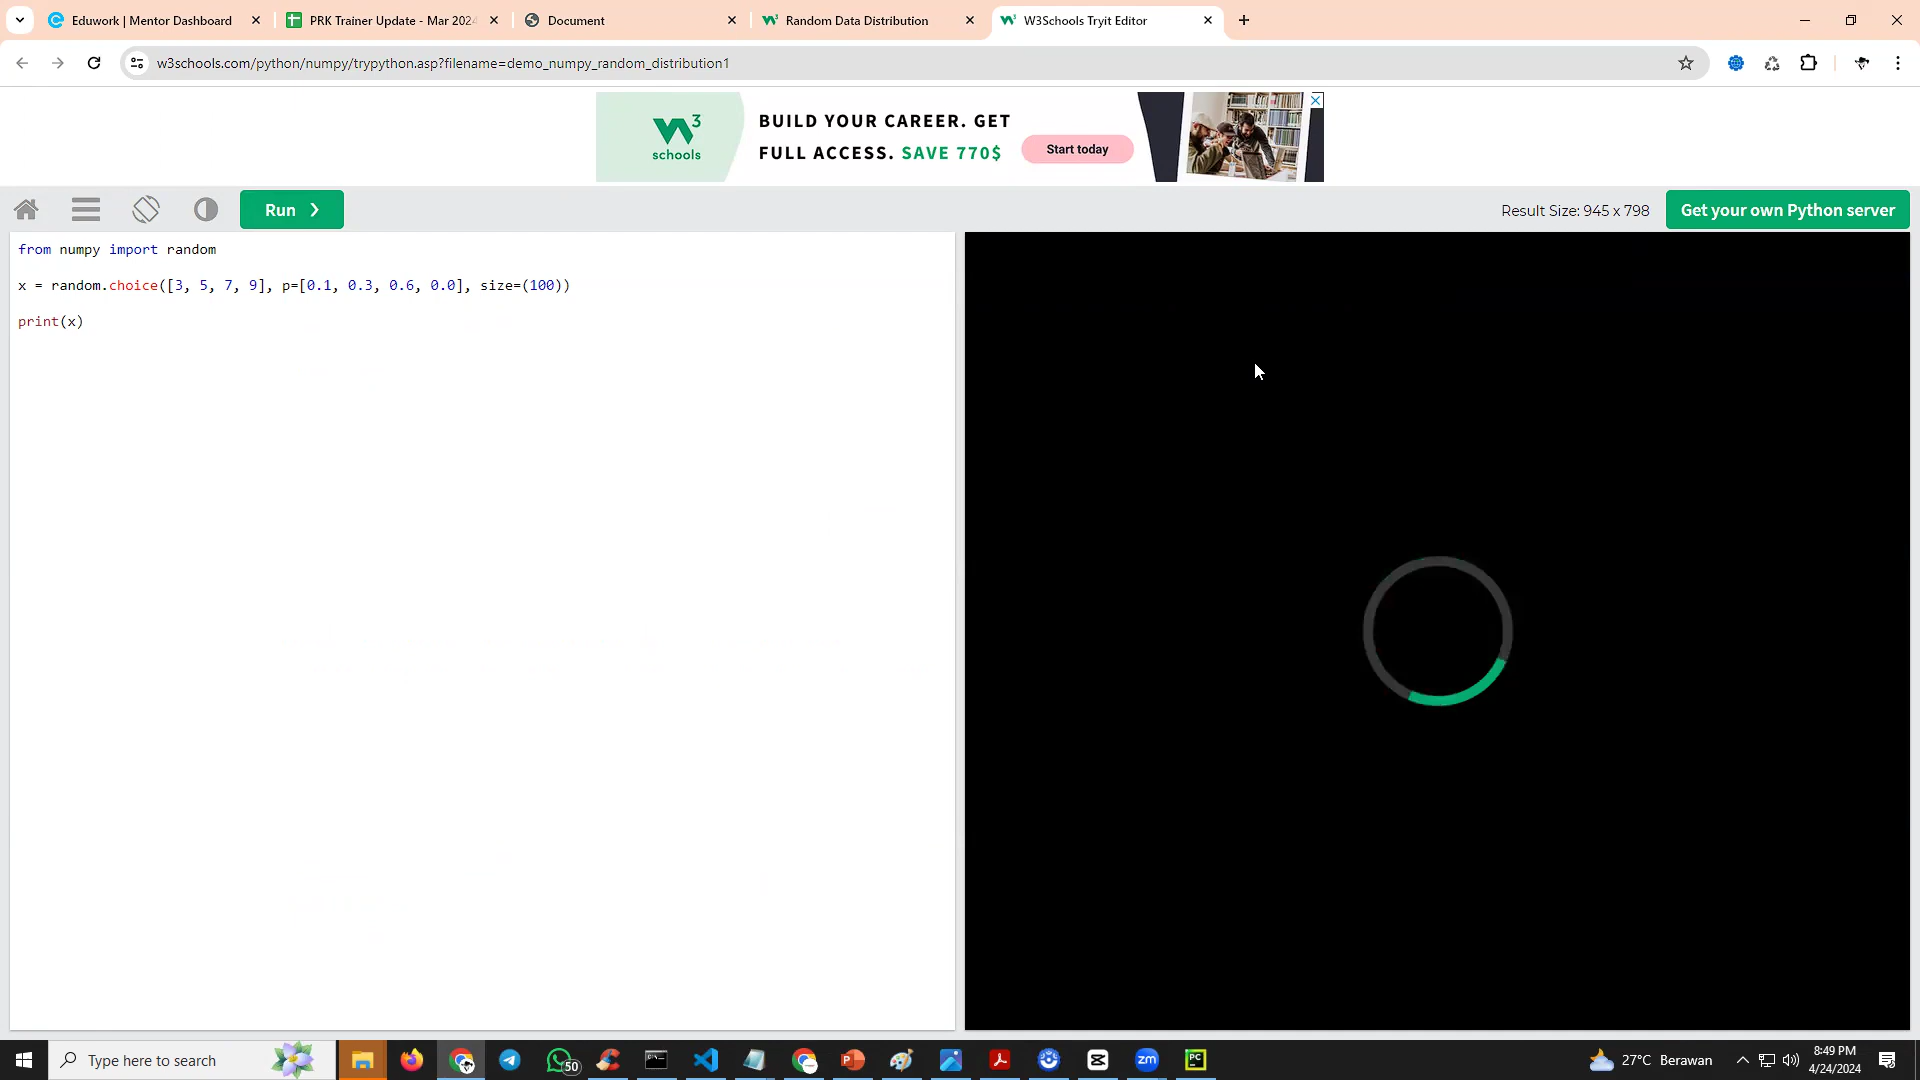 Eduwork | Mentor Dashboard
PRK Trainer Update - Mar 2024
Document
Random Data Distribution
W3Schools Tryit Editor
w3schools.com/python/numpy/trypython.asp?filename=demo_numpy_random_distribution1
3
schools
BUILD YOUR CAREER. GET
FULL ACCESS. SAVE 770$
Start today
Run ❯
Result Size: 945 x 798
Get your own Python server
from numpy import random
x = random.choice([3, 5, 7, 9], p=[0.1, 0.3, 0.6, 0.0], size=(100))
print(x)
Type here to search
50
zm
PC
27°C Berawan
8:49 PM
4/24/2024